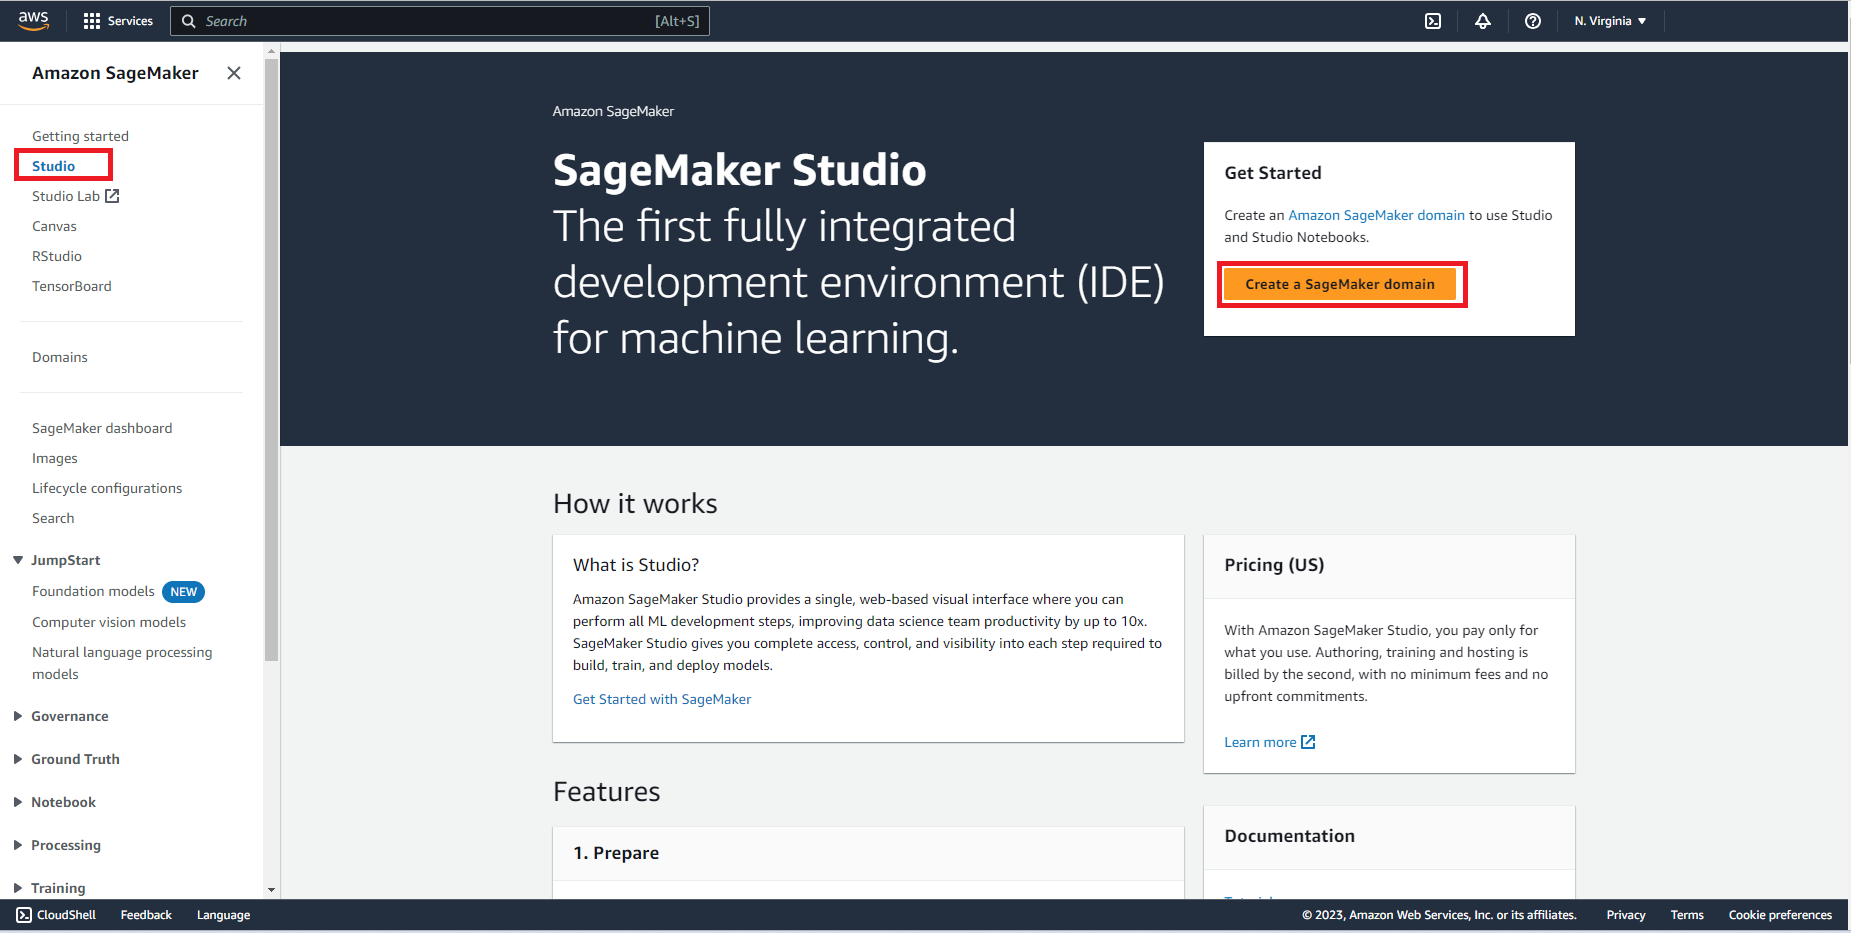 aws
Services
Search
[Alt+S]
N. Virginia
Amazon SageMaker
Getting started
Studio
Studio Lab
Canvas
RStudio
TensorBoard
Domains
SageMaker dashboard
Images
Lifecycle configurations
Search
JumpStart
Foundation models NEW
Computer vision models
Natural language processing
models
Governance
Ground Truth
Notebook
Processing
Training
Amazon SageMaker
SageMaker Studio
The first fully integrated
development environment (IDE)
for machine learning.
Get Started
Create an Amazon SageMaker domain to use Studio
and Studio Notebooks.
Create a SageMaker domain
How it works
What is Studio?
Amazon SageMaker Studio provides a single, web-based visual interface where you can
perform all ML development steps, improving data science team productivity by up to 10x.
SageMaker Studio gives you complete access, control, and visibility into each step required to
build, train, and deploy models.
Get Started with SageMaker
Pricing (US)
With Amazon SageMaker Studio, you pay only for
what you use. Authoring, training and hosting is
billed by the second, with no minimum fees and no
upfront commitments.
Learn more
Features
1. Prepare
Documentation
CloudShell
Feedback
Language
© 2023, Amazon Web Services, Inc. or its affiliates.
Privacy
Terms
Cookie preferences